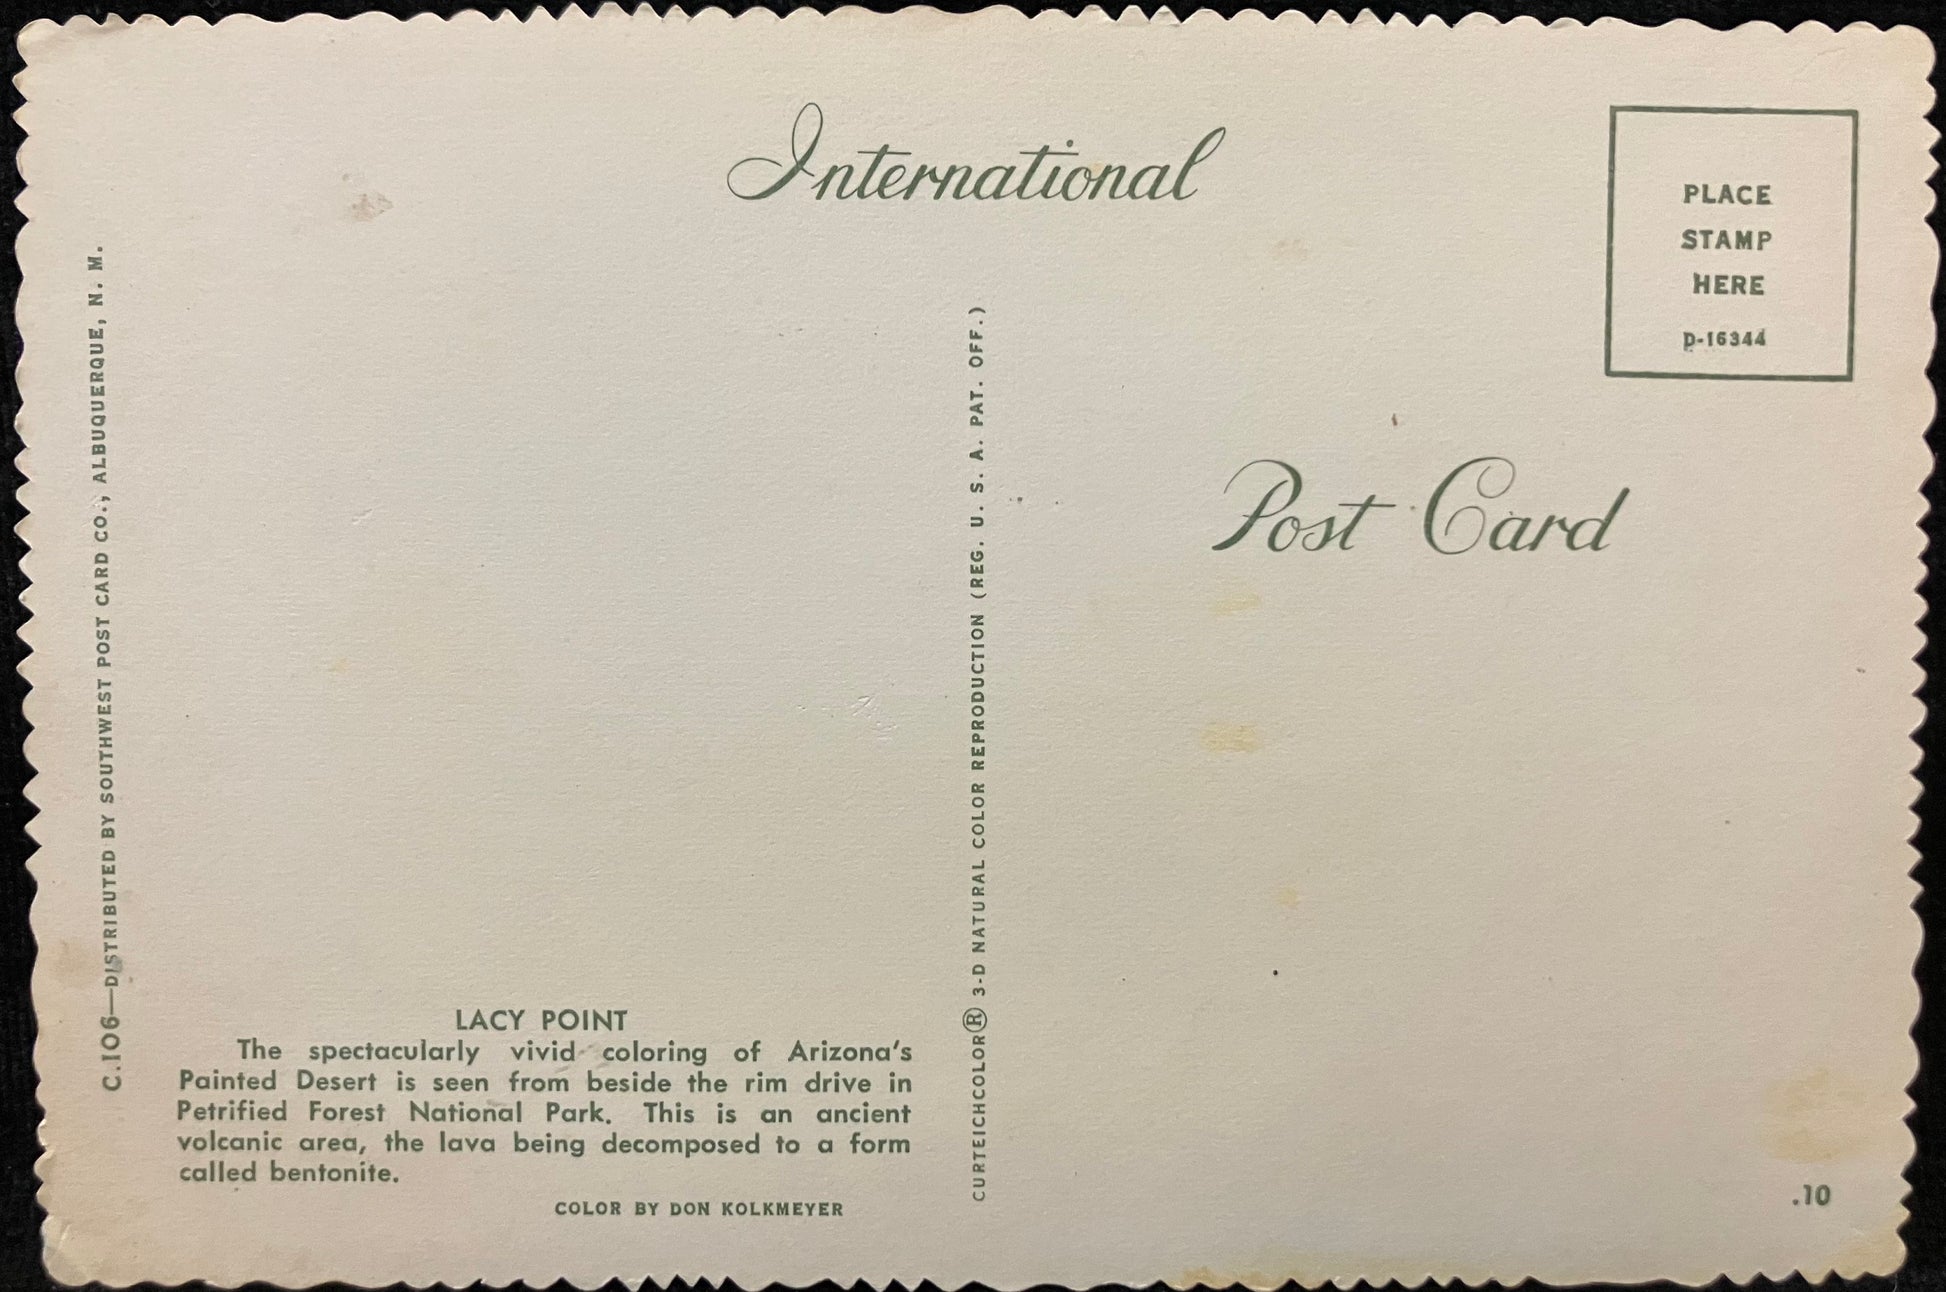 International
PLACE
STAMP
HERE
D-16344
Post Card
C.106—DISTRIBUTED BY SOUTHWEST POST CARD CO., ALBUQUERQUE, N. M.
CURTEICHCOLOR® 3-D NATURAL COLOR REPRODUCTION (REG. U. S. A. PAT. OFF.)
LACY POINT
The spectacularly vivid coloring of Arizona's
Painted Desert is seen from beside the rim drive in
Petrified Forest National Park. This is an ancient
volcanic area, the lava being decomposed to a form
called bentonite.
COLOR BY DON KOLKMEYER
.10